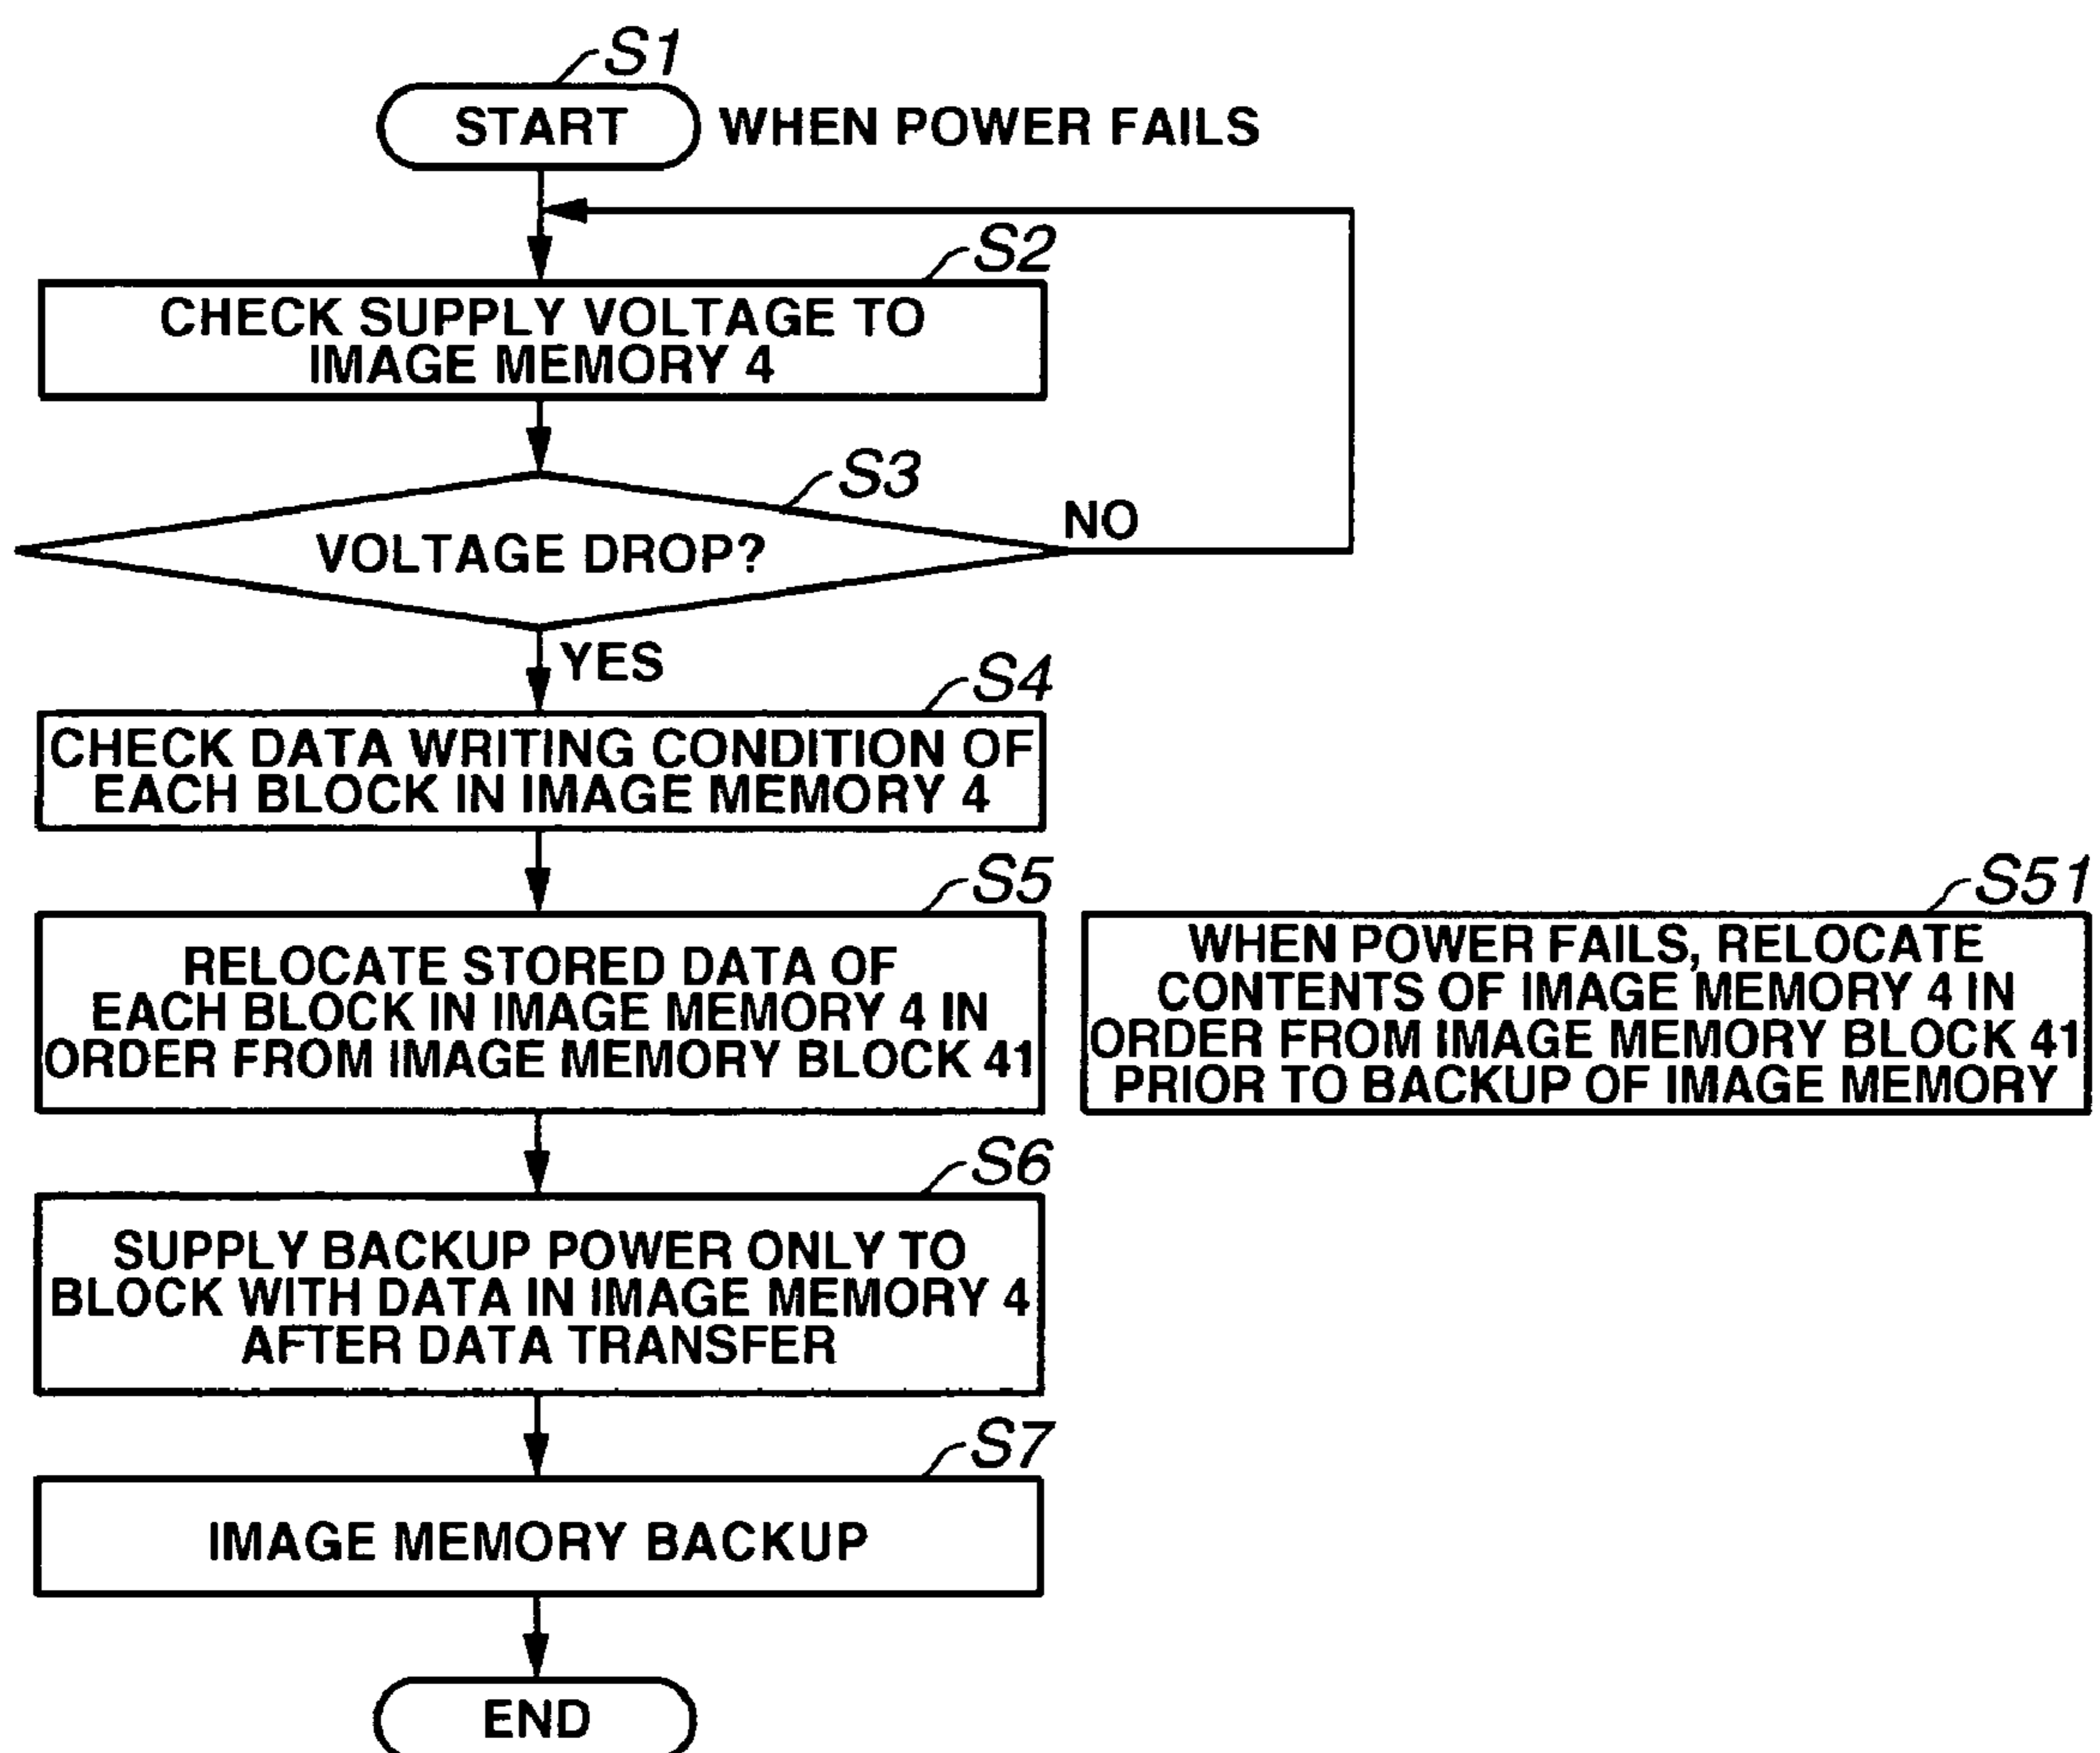 S1
START WHEN POWER FAILS
S2
CHECK SUPPLY VOLTAGE TO
IMAGE MEMORY 4
S3
VOLTAGE DROP?
NO
YES
S4
CHECK DATA WRITING CONDITION OF
EACH BLOCK IN IMAGE MEMORY 4
S5
RELOCATE STORED DATA OF
EACH BLOCK IN IMAGE MEMORY 4 IN
ORDER FROM IMAGE MEMORY BLOCK 41
S51
WHEN POWER FAILS, RELOCATE
CONTENTS OF IMAGE MEMORY 4 IN
ORDER FROM IMAGE MEMORY BLOCK 41
PRIOR TO BACKUP OF IMAGE MEMORY
S6
SUPPLY BACKUP POWER ONLY TO
BLOCK WITH DATA IN IMAGE MEMORY 4
AFTER DATA TRANSFER
S7
IMAGE MEMORY BACKUP
END